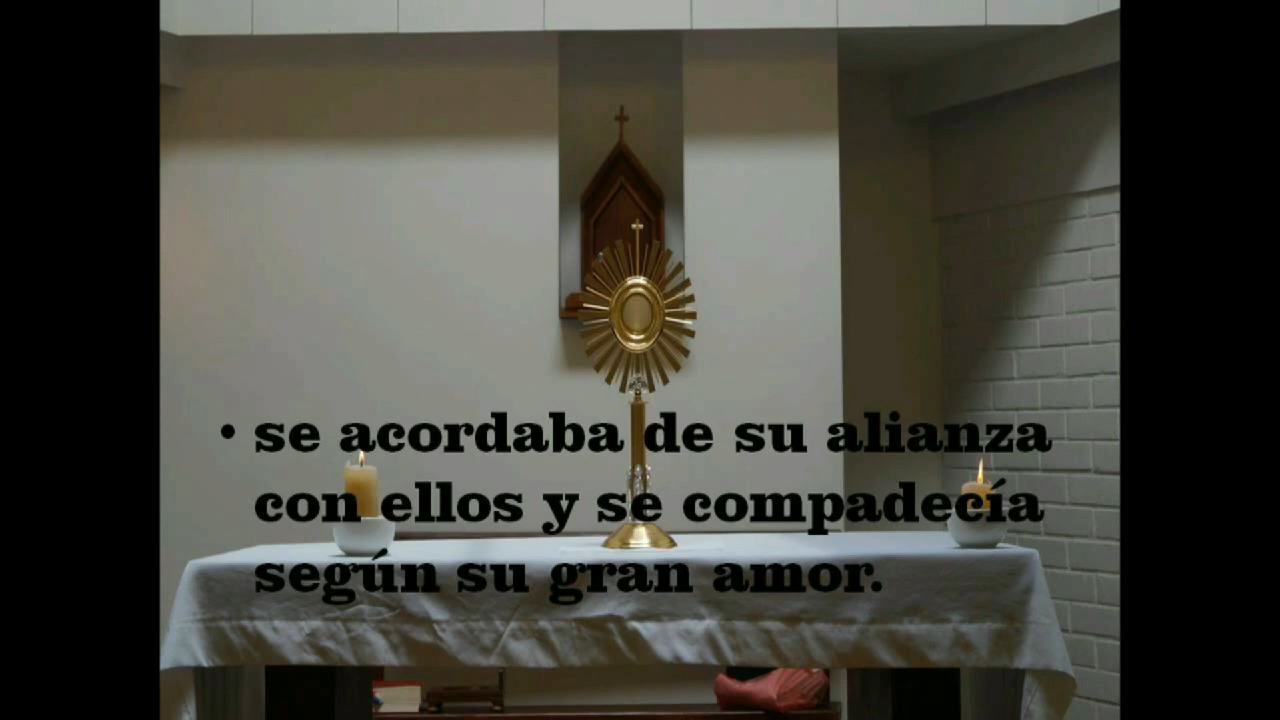 • se acordaba de su alianza
con ellos y se compadecía
según su gran amor.